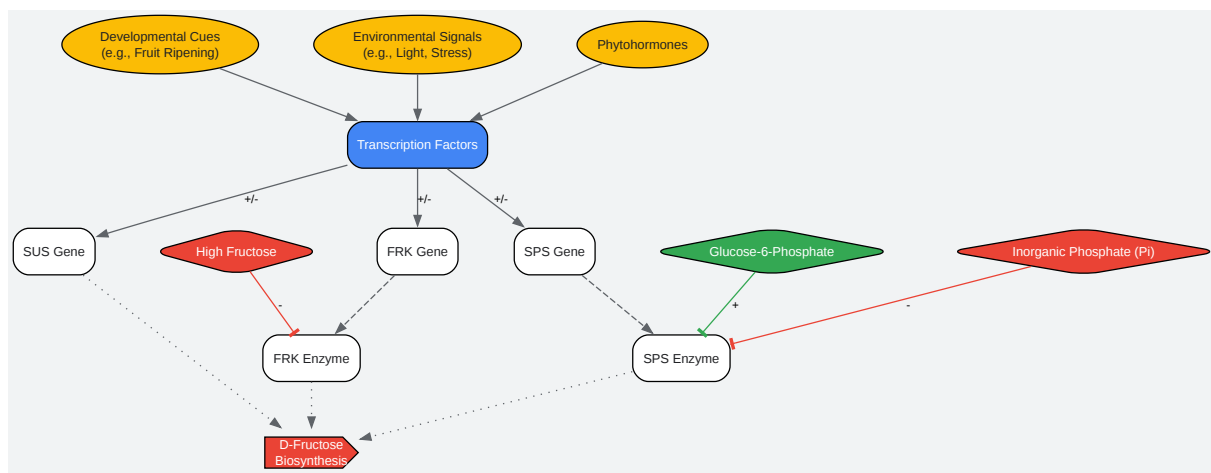 Developmental Cues
(e.g., Fruit Ripening)
Environmental Signals
(e.g., Light, Stress)
Phytohormones
Transcription Factors
+/-
+/-
+/-
SUS Gene
High Fructose
FRK Gene
SPS Gene
Glucose-6-Phosphate
Inorganic Phosphate (Pi)
-
+
-
FRK Enzyme
SPS Enzyme
D-Fructose
Biosynthesis